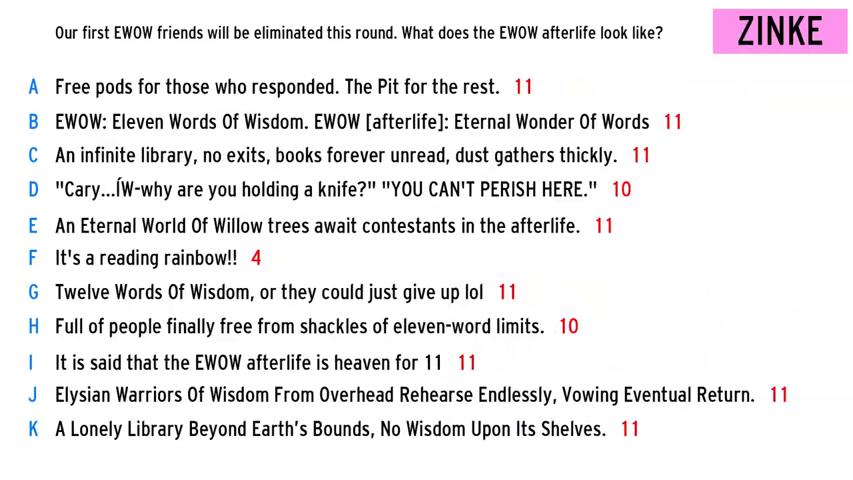 Our first EWOW friends will be eliminated this round. What does the EWOW afterlife look like?
ZINKE
A Free pods for those who responded. The Pit for the rest. 11
B EWOW: Eleven Words Of Wisdom. EWOW [afterlife]: Eternal Wonder Of Words 11
C An infinite library, no exits, books forever unread, dust gathers thickly. 11
D "Cary...ÍW-why are you holding a knife?" "YOU CAN'T PERISH HERE." 10
E An Eternal World Of Willow trees await contestants in the afterlife. 11
F It's a reading rainbow!! 4
G Twelve Words Of Wisdom, or they could just give up lol 11
H Full of people finally free from shackles of eleven-word limits. 10
I It is said that the EWOW afterlife is heaven for 11 11
J Elysian Warriors Of Wisdom From Overhead Rehearse Endlessly, Vowing Eventual Return. 11
K A Lonely Library Beyond Earth’s Bounds, No Wisdom Upon Its Shelves. 11